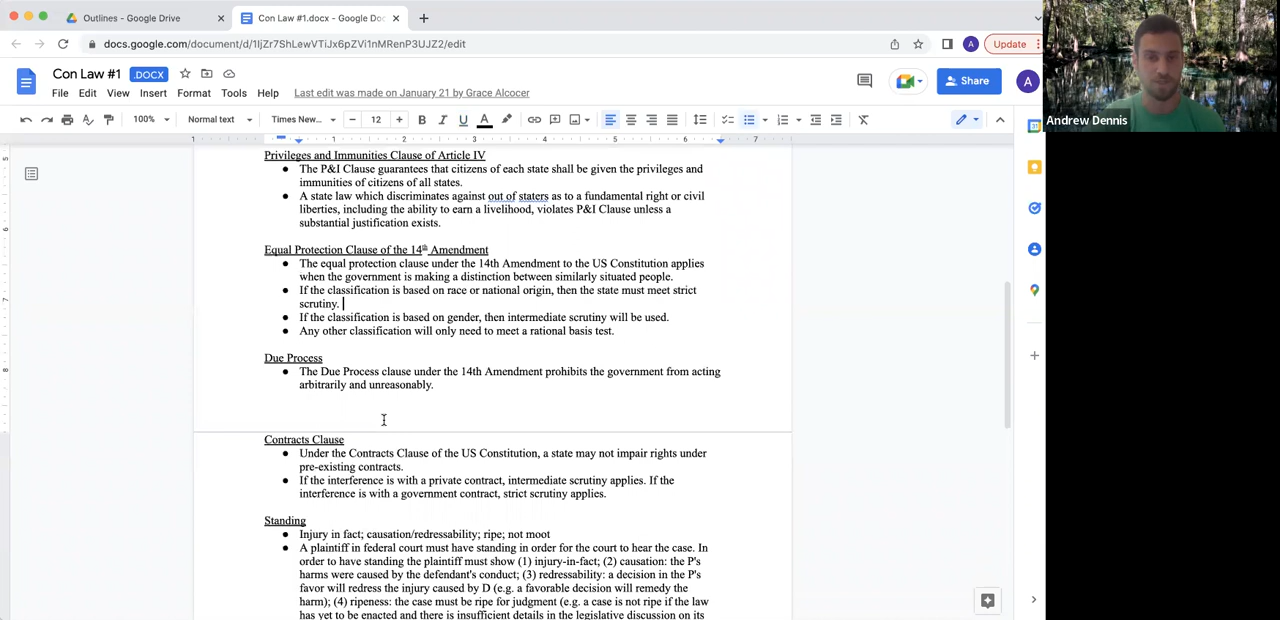 Outlines - Google Drive
Con Law #1.docx - Google Doc
docs.google.com/document/d/1IjZr7ShLewVTiJx6pZVi1nMRenP3UJZ2/edit
A
Update
Con Law #1
.DOCX
File Edit View Insert Format Tools Help
Last edit was made on January 21 by Grace Alcocer
Share
A
Andrew Dennis
100%
Normal text
Times New...
12
B I U A
1 1 2 3 4 5 6 7
Privileges and Immunities Clause of Article IV
● The P&I Clause guarantees that citizens of each state shall be given the privileges and
immunities of citizens of all states.
● A state law which discriminates against out of staters as to a fundamental right or civil
liberties, including the ability to earn a livelihood, violates P&I Clause unless a
substantial justification exists.
Equal Protection Clause of the 14th Amendment
● The equal protection clause under the 14th Amendment to the US Constitution applies
when the government is making a distinction between similarly situated people.
● If the classification is based on race or national origin, then the state must meet strict
scrutiny.
● If the classification is based on gender, then intermediate scrutiny will be used.
● Any other classification will only need to meet a rational basis test.
Due Process
● The Due Process clause under the 14th Amendment prohibits the government from acting
arbitrarily and unreasonably.
Contracts Clause
● Under the Contracts Clause of the US Constitution, a state may not impair rights under
pre-existing contracts.
● If the interference is with a private contract, intermediate scrutiny applies. If the
interference is with a government contract, strict scrutiny applies.
Standing
● Injury in fact; causation/redressability; ripe; not moot
● A plaintiff in federal court must have standing in order for the court to hear the case. In
order to have standing the plaintiff must show (1) injury-in-fact; (2) causation: the P's
harms were caused by the defendant's conduct; (3) redressability: a decision in the P's
favor will redress the injury caused by D (e.g. a favorable decision will remedy the
harm); (4) ripeness: the case must be ripe for judgment (e.g. a case is not ripe if the law
has yet to be enacted and there is insufficient details in the legislative discussion on its